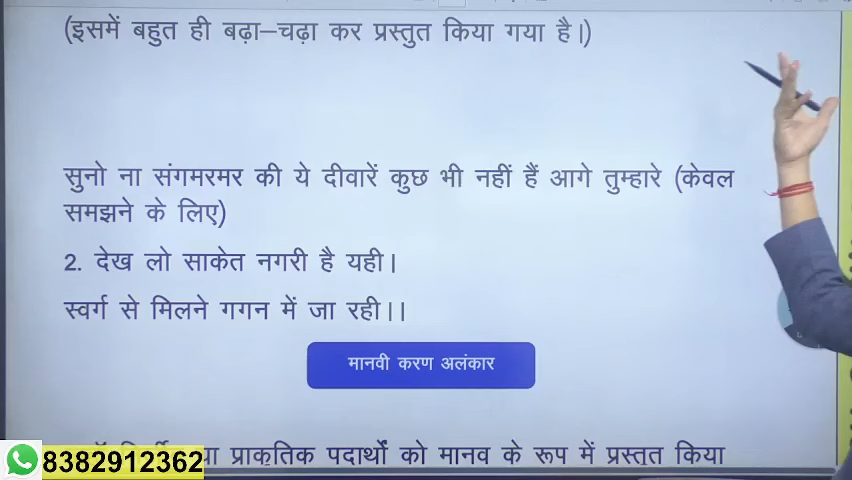 (इसमें बहुत ही बढ़ा–चढ़ा कर प्रस्तुत किया गया है।)
सुनो ना संगमरमर की ये दीवारें कुछ भी नहीं हैं आगे तुम्हारे (केवल
समझने के लिए)
2. देख लो साकेत नगरी है यही।
स्वर्ग से मिलने गगन में जा रही।।
मानवी करण अलंकार
प्राकृतिक पदार्थों को मानव के रूप में प्रस्तुत किया
8382912362